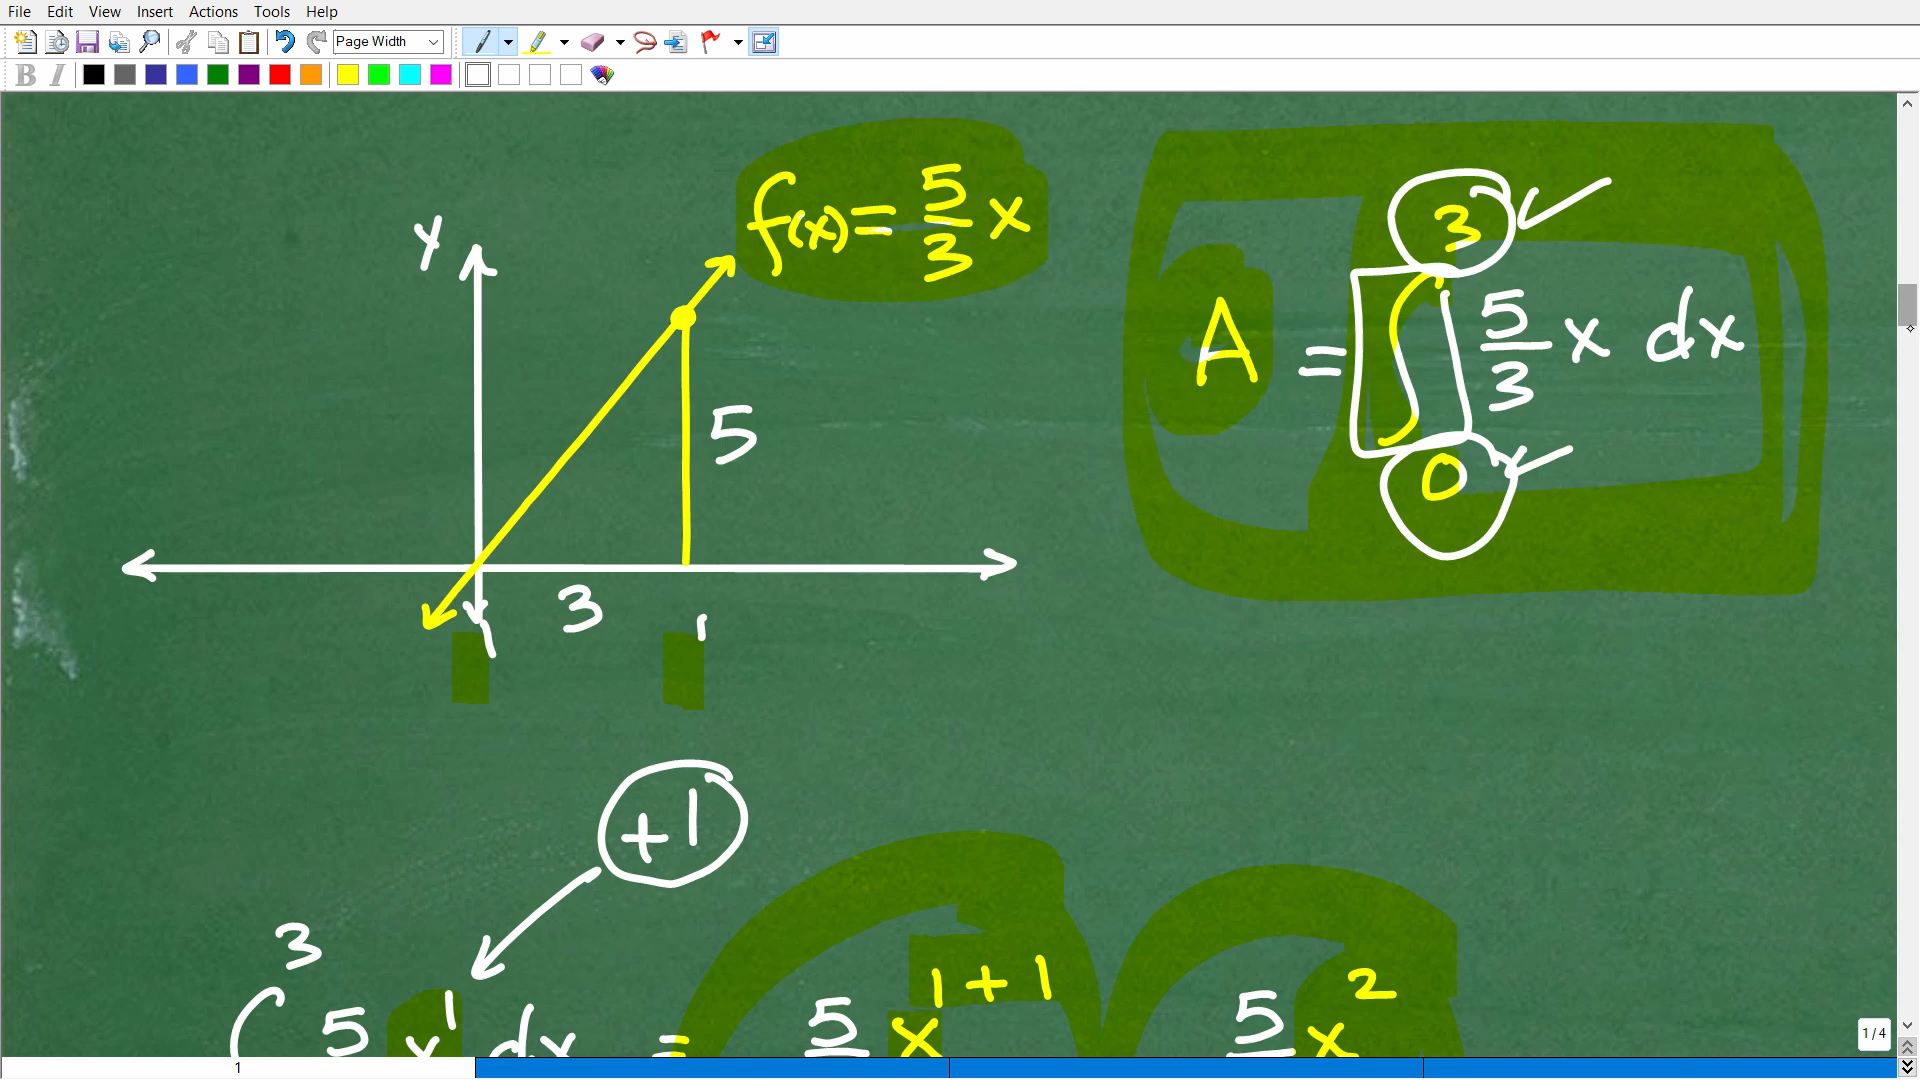 File Edit View Insert Actions Tools Help
Page Width
B I
y
f(x) = 5/3 x
5
3
A = ∫ 3 0 5/3 x dx
+1
3
∫ 5 x¹ dx = 5 x¹⁺¹ 5 x²
1 / 4
1